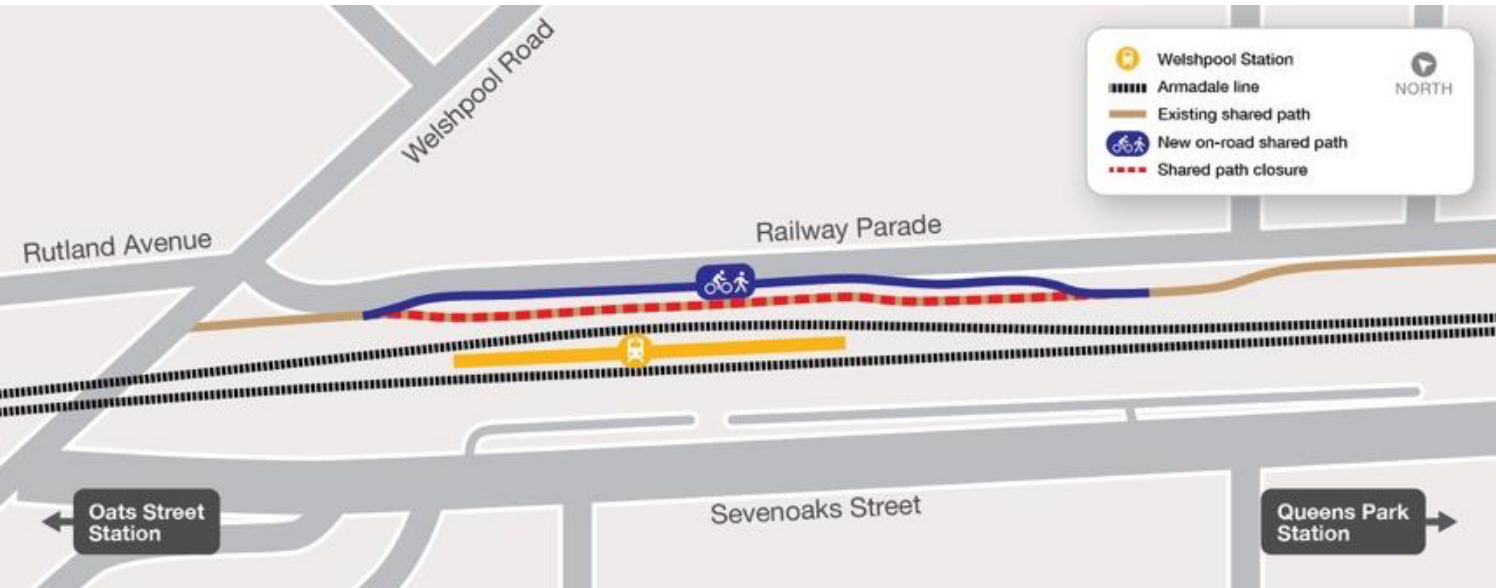 Welshpool Road
Welshpool Station
Armadale line
NORTH
Existing shared path
New on-road shared path
Shared path closure
Rutland Avenue
Railway Parade
Oats Street
Station
Sevenoaks Street
Queens Park
Station